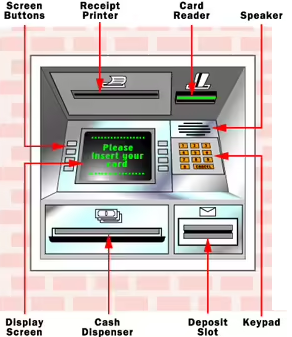 Screen Buttons
Receipt Printer
Card Reader
Speaker
Please
Insert your
card
Display Screen
Cash Dispenser
Deposit Slot
Keypad